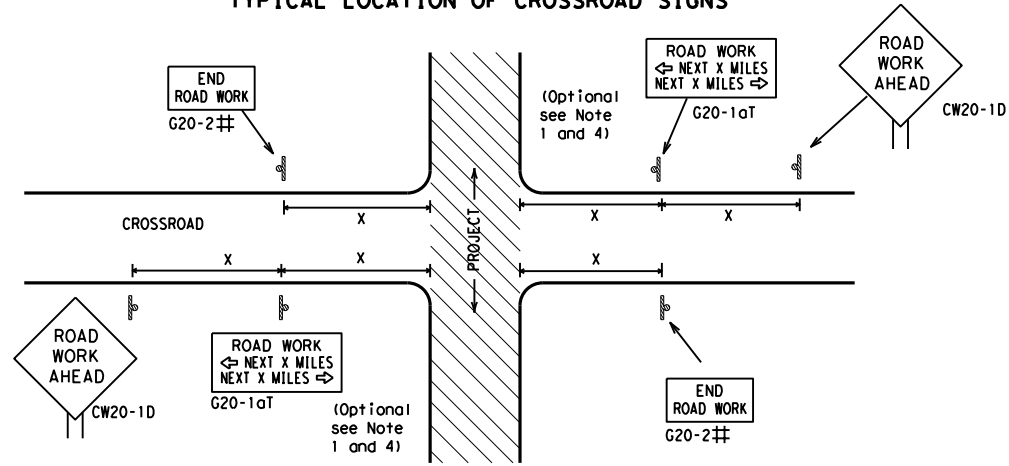 TYPICAL LOCATION OF CROSSROAD SIGNS
END
ROAD WORK
G20-2#
(Optional
see Note
1 and 4)
ROAD WORK
⇦ NEXT X MILES
NEXT X MILES ⇨
G20-1aT
ROAD
WORK
AHEAD
CW20-1D
X
X
X
CROSSROAD
PROJECT
X
X
X
ROAD
WORK
AHEAD
CW20-1D
ROAD WORK
⇦ NEXT X MILES
NEXT X MILES ⇨
G20-1aT
(Optional
see Note
1 and 4)
END
ROAD WORK
G20-2#